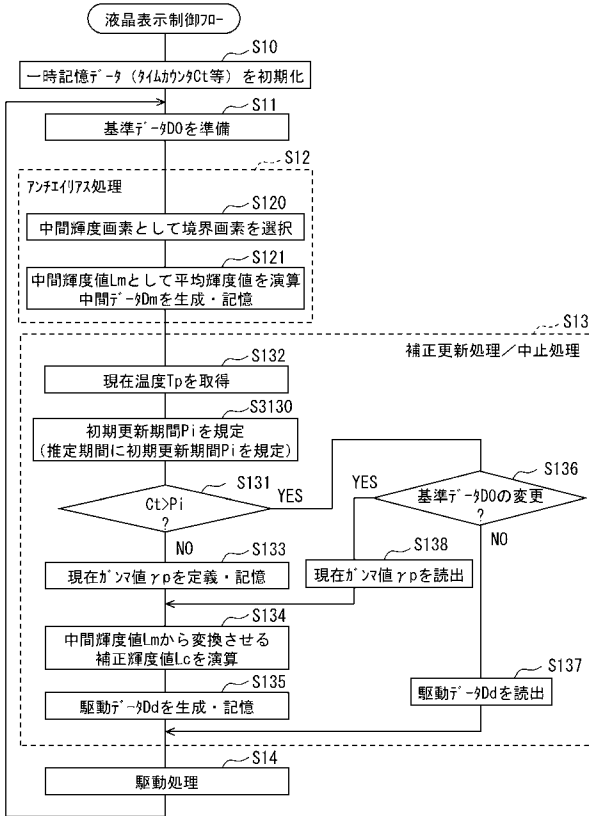 液晶表示制御フロー
S10
一時記憶データ（タイムカウンタCt等）を初期化
S11
基準データD0を準備
S12
アンチエイリアス処理
S120
中間輝度画素として境界画素を選択
S121
中間輝度値Lmとして平均輝度値を演算
中間データDmを生成・記憶
S13
補正更新処理／中止処理
S132
現在温度Tpを取得
S3130
初期更新期間Piを規定
(推定期間に初期更新期間Piを規定)
S131
Ct>Pi
?
YES
NO
S136
基準データD0の変更
?
YES
NO
S133
現在ガンマ値γpを定義・記憶
S138
現在ガンマ値γpを読出
S134
中間輝度値Lmから変換させる
補正輝度値Lcを演算
S135
駆動データDdを生成・記憶
S137
駆動データDdを読出
S14
駆動処理